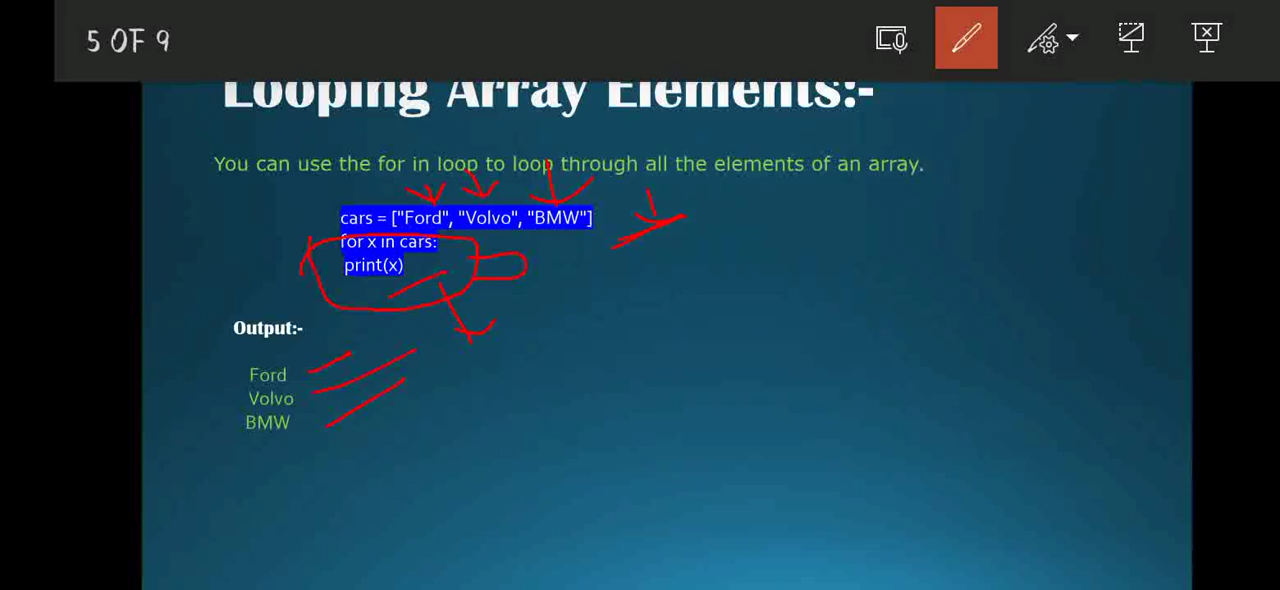 5 OF 9
Looping Array Elements:-
You can use the for in loop to loop through all the elements of an array.
cars = ["Ford", "Volvo", "BMW"]
for x in cars:
print(x)
Output:-
Ford
Volvo
BMW